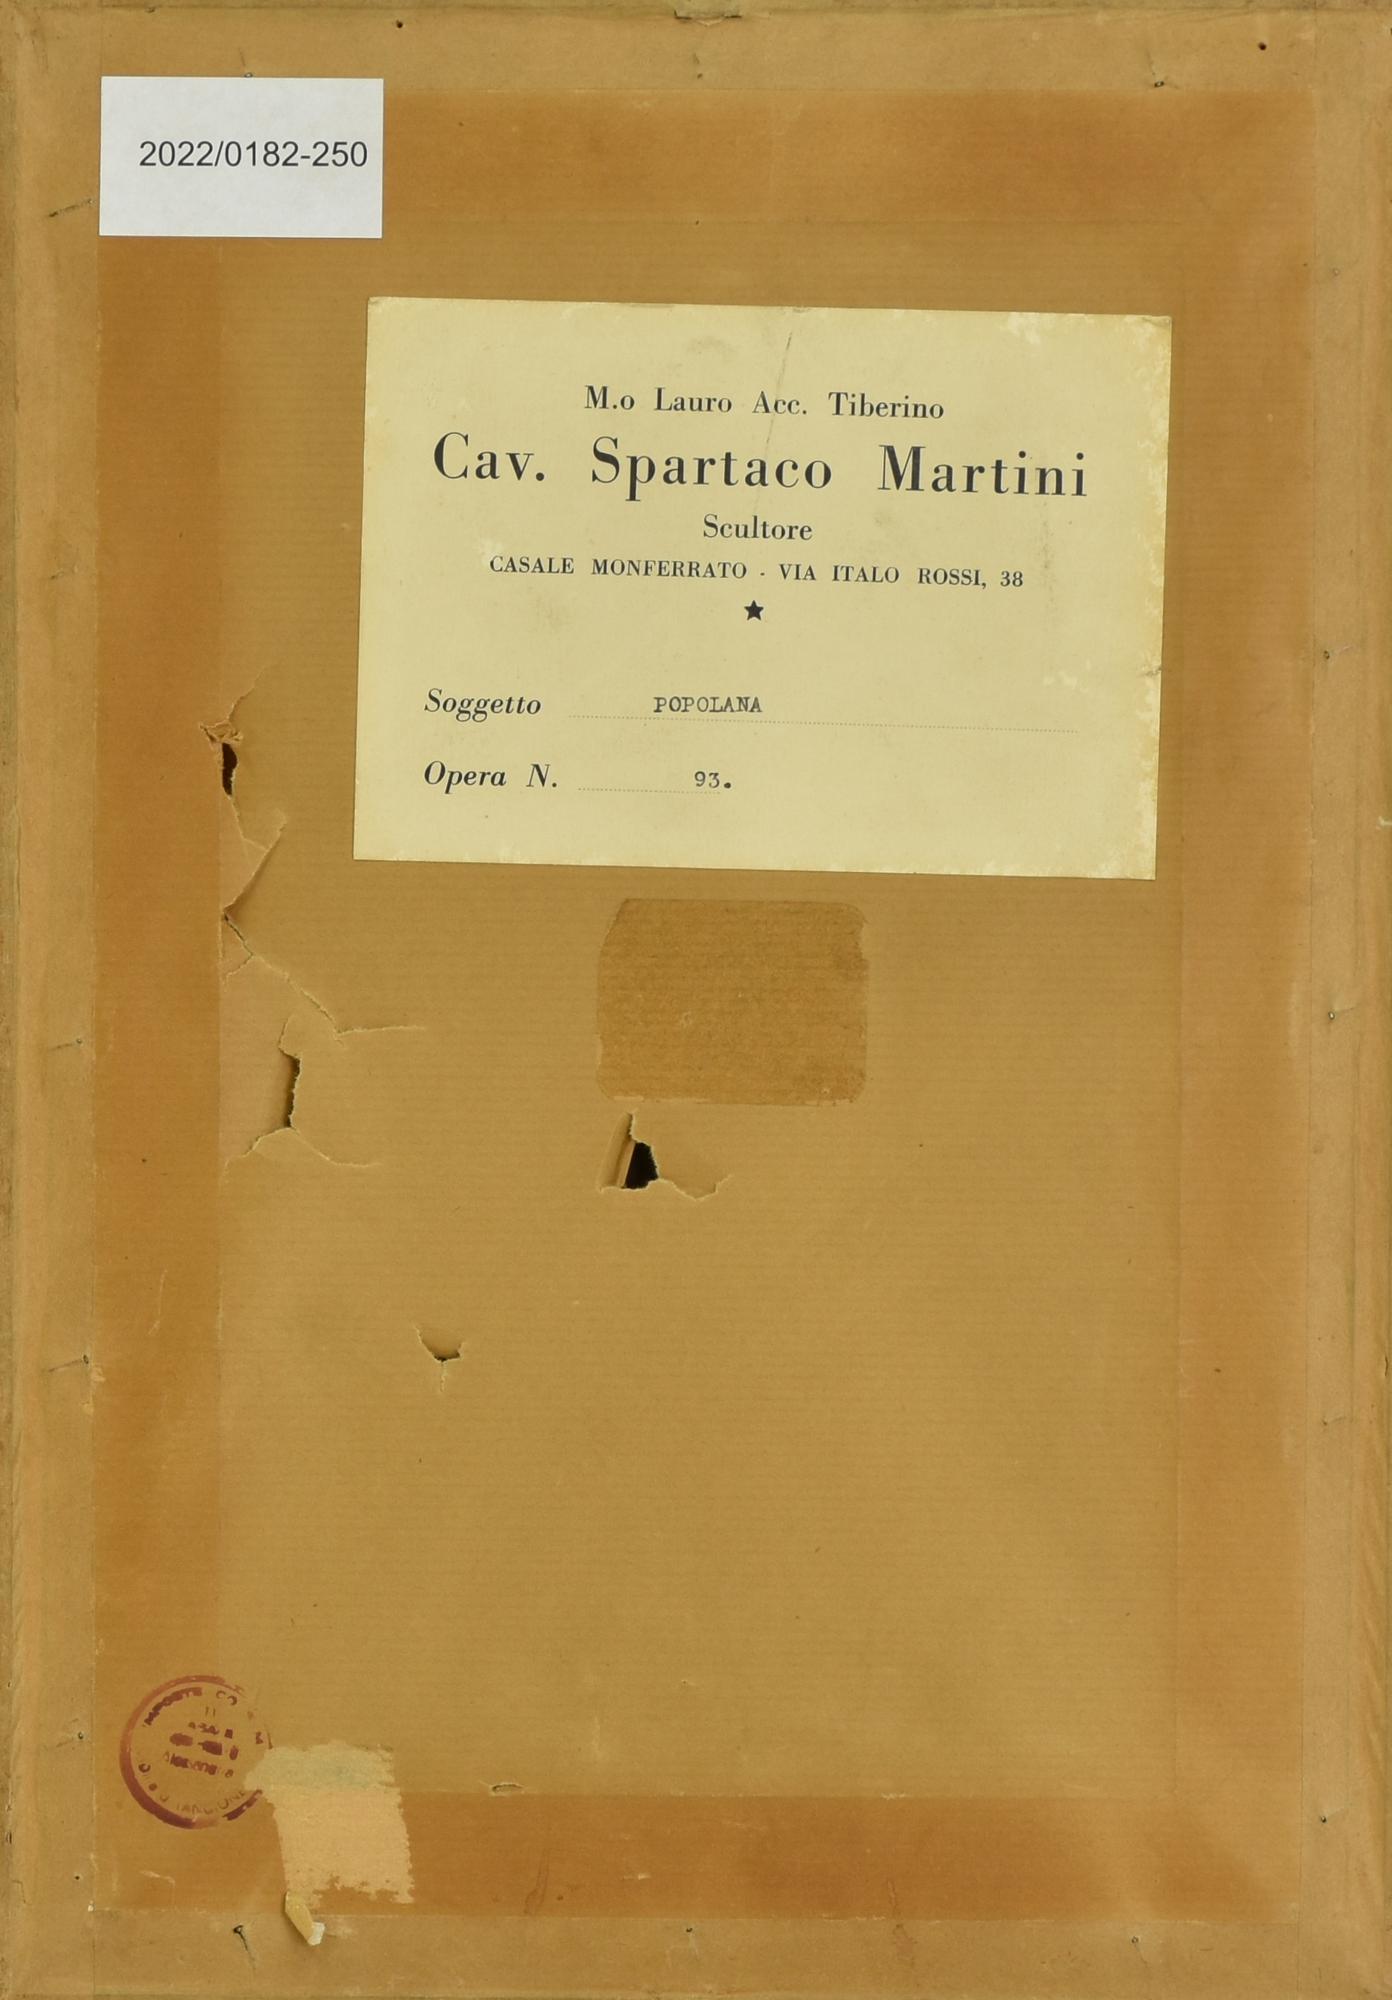 2022/0182-250
M.o Lauro Acc. Tiberino
Cav. Spartaco Martini
Scultore
CASALE MONFERRATO - VIA ITALO ROSSI, 38
Soggetto POPOLANA
Opera N. 93.